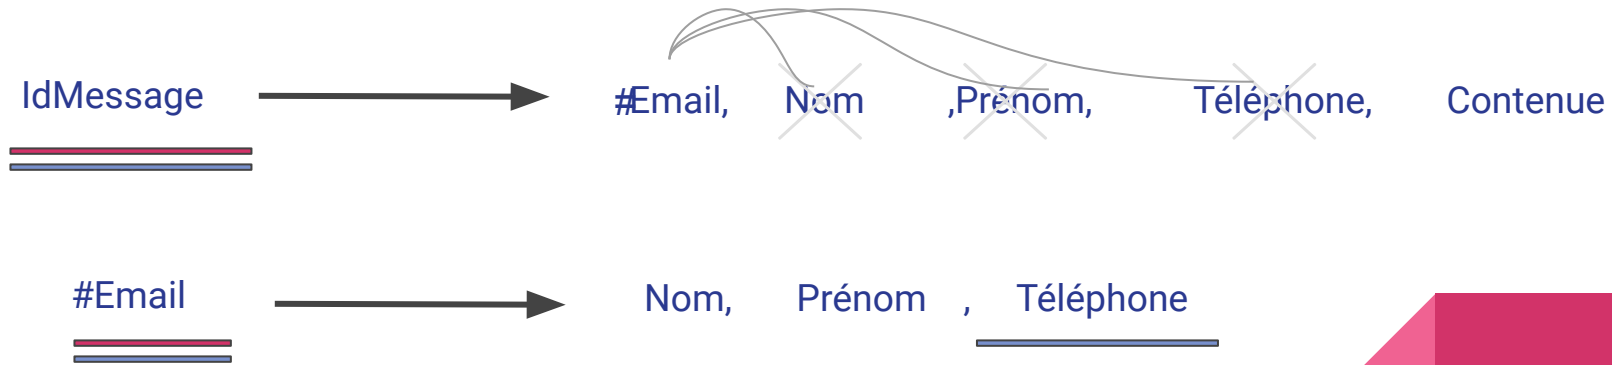 IdMessage #Email, Nom ,Prénom, Téléphone, Contenue
#Email Nom, Prénom , Téléphone